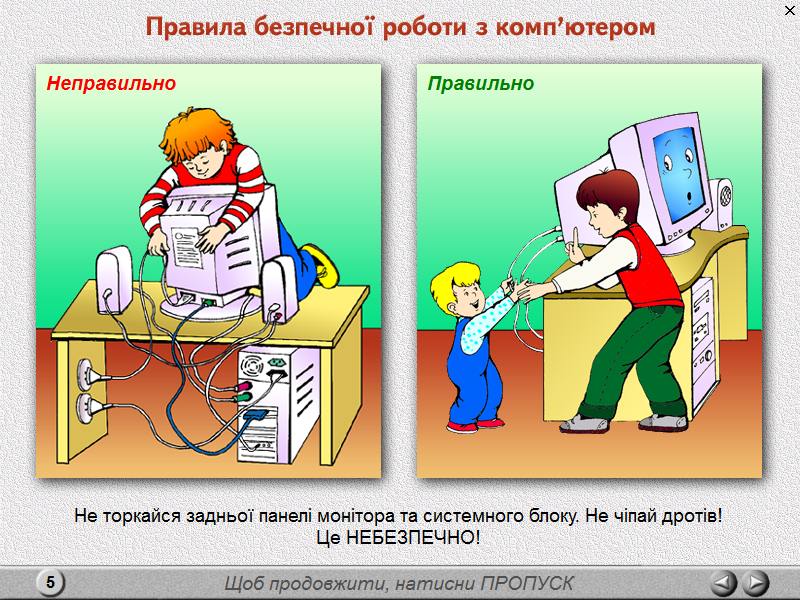 Правила безпечної роботи з комп’ютером
Неправильно
Правильно
Не торкайся задньої панелі монітора та системного блоку. Не чіпай дротів!
Це НЕБЕЗПЕЧНО!
5
Щоб продовжити, натисни ПРОПУСК